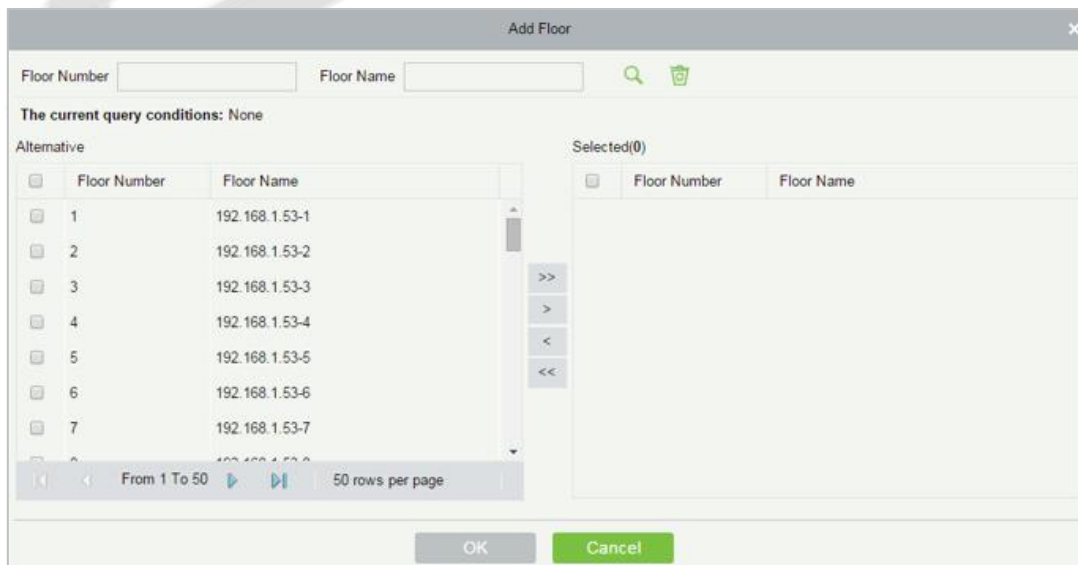 Add Floor
Floor Number Floor Name
The current query conditions: None
Alternative Selected(0)
Floor Number Floor Name Floor Number Floor Name
1 192.168.1.53-1
2 192.168.1.53-2
3 192.168.1.53-3
4 192.168.1.53-4
5 192.168.1.53-5
6 192.168.1.53-6
7 192.168.1.53-7
>>
>
<
<<
From 1 To 50 50 rows per page
OK Cancel